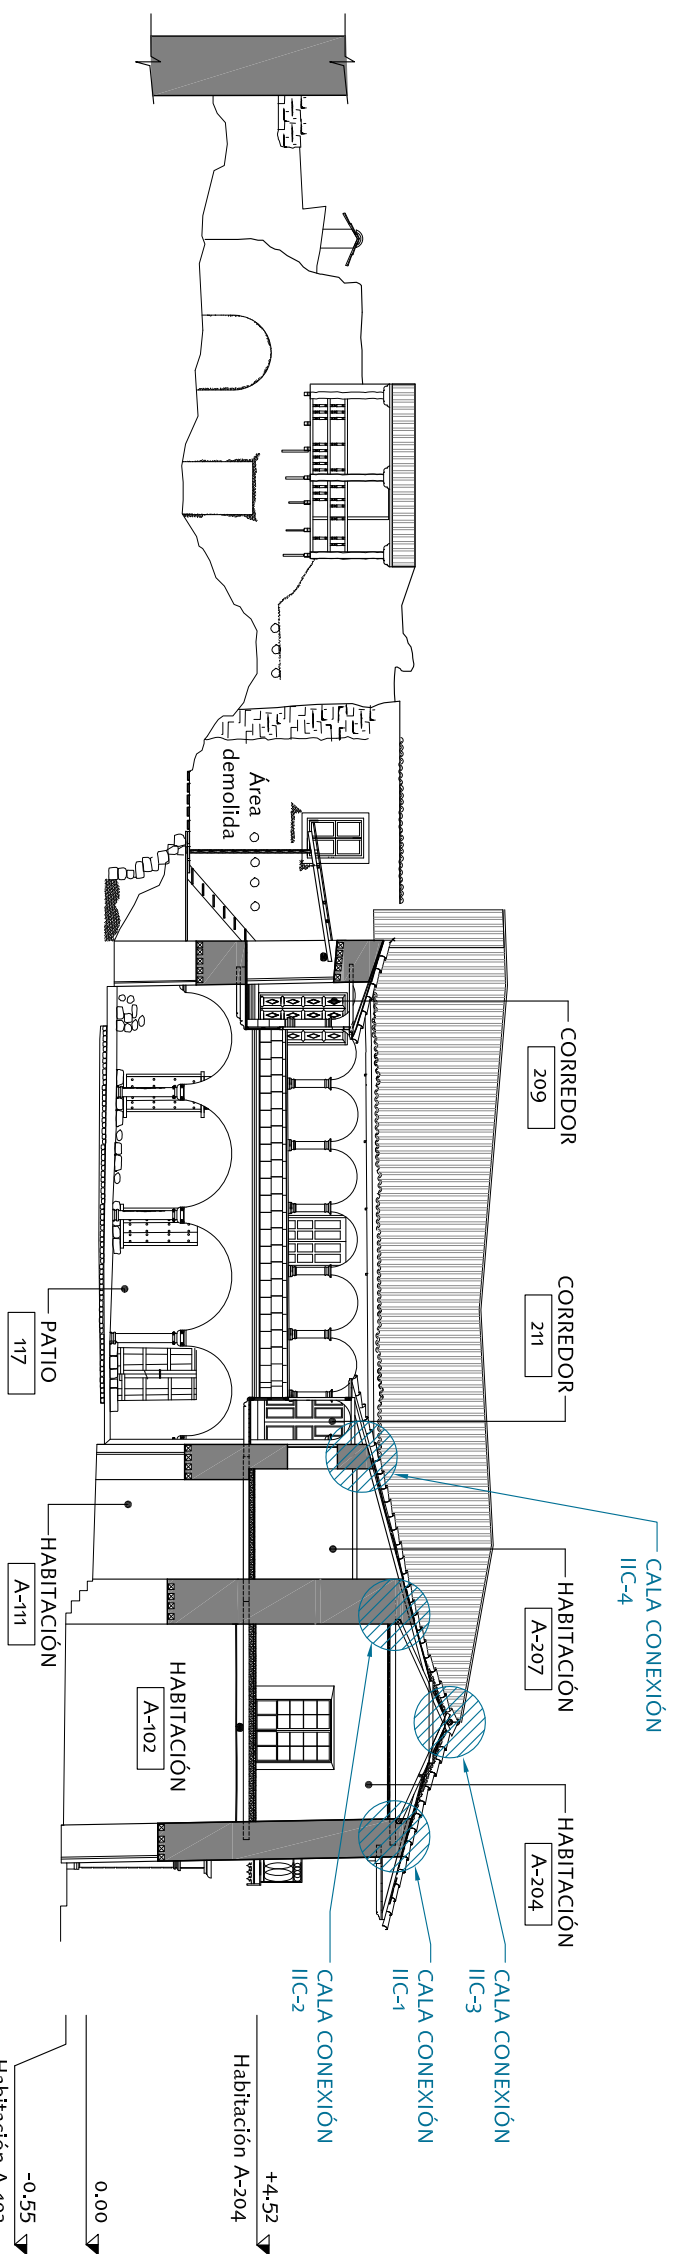 CALA CONEXIÓN
IIC-4
CORREDOR
209
CORREDOR
211
HABITACIÓN
A-207
HABITACIÓN
A-204
CALA CONEXIÓN
IIC-3
CALA CONEXIÓN
IIC-1
CALA CONEXIÓN
IIC-2
Área
demolida
HABITACIÓN
A-102
PATIO
117
HABITACIÓN
A-111
+4.52
Habitación A-204
0.00
-0.55